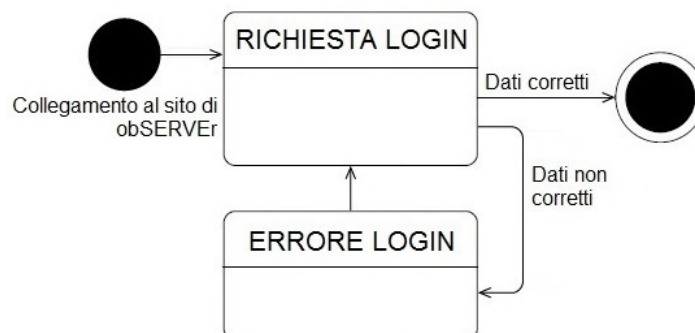 RICHIESTA LOGIN
Collegamento al sito di
obSERVEr
Dati corretti
Dati non
corretti
ERRORE LOGIN